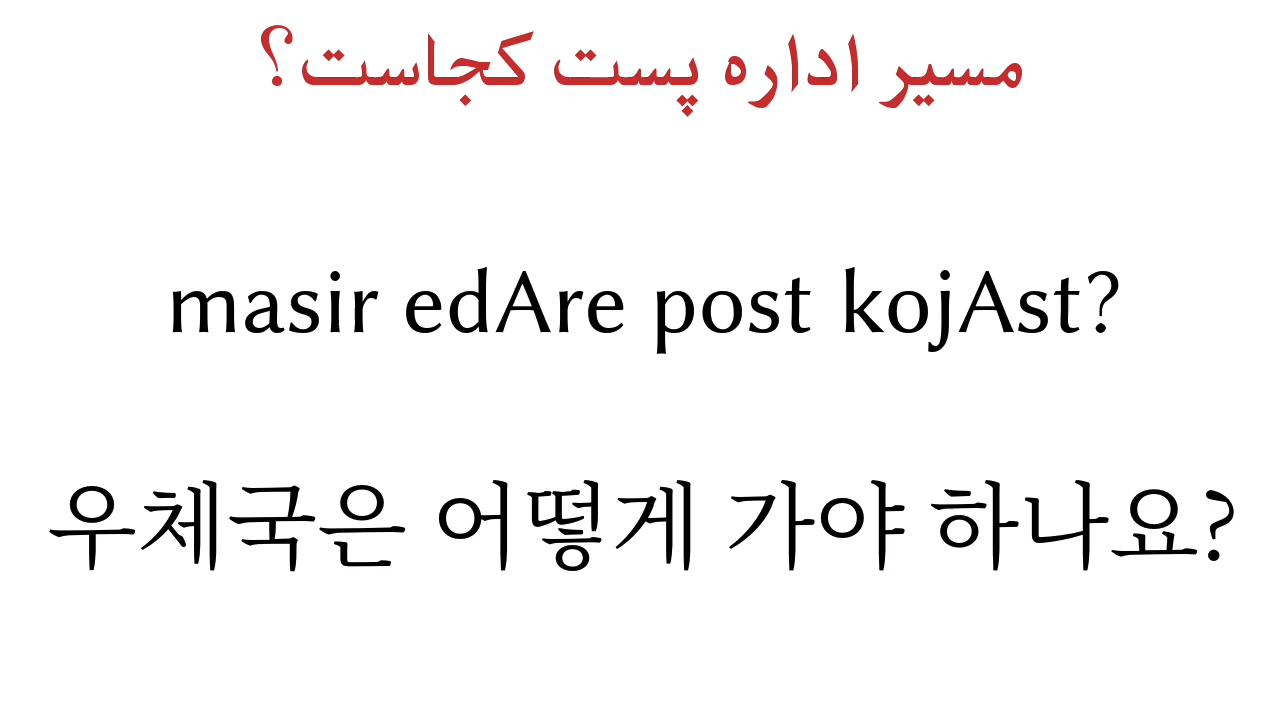 مسیر اداره پست کجاست؟
masir edAre post kojAst?
우체국은 어떻게 가야 하나요?